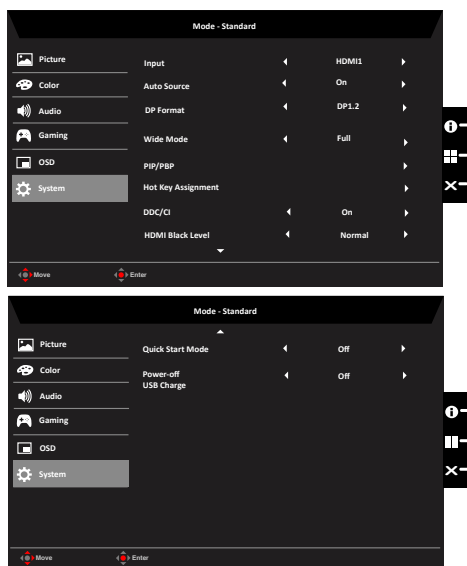 Mode - Standard
Picture
Input HDMI1
Color
Auto Source On
Audio
DP Format DP1.2
Gaming
Wide Mode Full
OSD
PIP/PBP
System
Hot Key Assignment
DDC/CI On
HDMI Black Level Normal
Move Enter
Mode - Standard
Picture
Quick Start Mode Off
Color
Power-off Off
USB Charge
Audio
Gaming
OSD
System
Move Enter